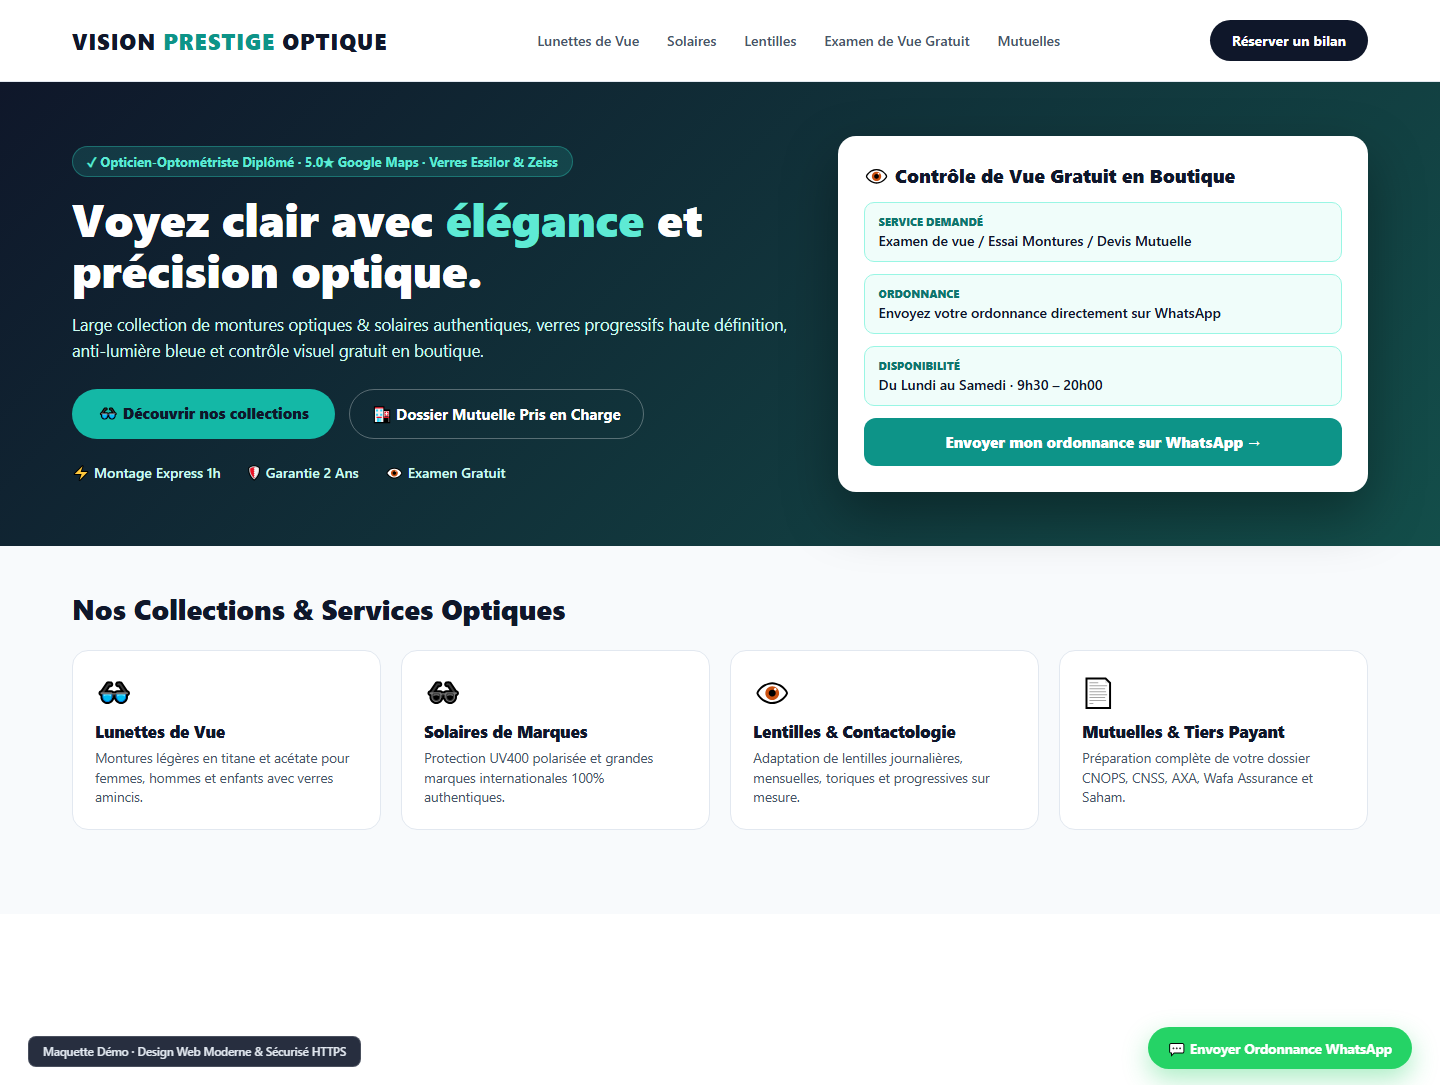 VISION PRESTIGE OPTIQUE
Lunettes de Vue
Solaires
Lentilles
Examen de Vue Gratuit
Mutuelles
Réserver un bilan
✓ Opticien-Optométriste Diplômé · 5.0★ Google Maps · Verres Essilor & Zeiss
Voyez clair avec élégance et
précision optique.
Large collection de montures optiques & solaires authentiques, verres progressifs haute définition,
anti-lumière bleue et contrôle visuel gratuit en boutique.
Découvrir nos collections
Dossier Mutuelle Pris en Charge
Montage Express 1h
Garantie 2 Ans
Examen Gratuit
Contrôle de Vue Gratuit en Boutique
SERVICE DEMANDÉ
Examen de vue / Essai Montures / Devis Mutuelle
ORDONNANCE
Envoyez votre ordonnance directement sur WhatsApp
DISPONIBILITÉ
Du Lundi au Samedi · 9h30 – 20h00
Envoyer mon ordonnance sur WhatsApp →
Nos Collections & Services Optiques
Lunettes de Vue
Montures légères en titane et acétate pour
femmes, hommes et enfants avec verres
amincis.
Solaires de Marques
Protection UV400 polarisée et grandes
marques internationales 100%
authentiques.
Lentilles & Contactologie
Adaptation de lentilles journalières,
mensuelles, toriques et progressives sur
mesure.
Mutuelles & Tiers Payant
Préparation complète de votre dossier
CNOPS, CNSS, AXA, Wafa Assurance et
Saham.
Maquette Démo · Design Web Moderne & Sécurisé HTTPS
Envoyer Ordonnance WhatsApp